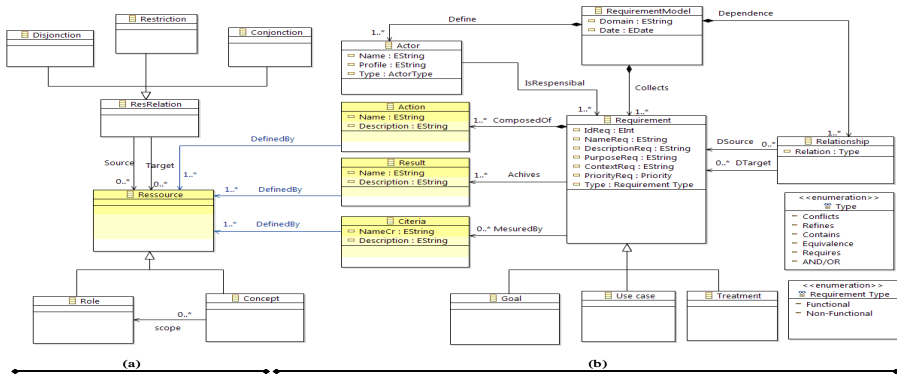 Restriction
Disjonction
Conjonction
ResRelation
Source
Target
0..*
0..*
1..*
Ressource
DefinedBy
1..*
DefinedBy
1..*
DefinedBy
Role
Concept
0..*
scope
(a)
RequirementModel
Domain : EString
Date : EDate
Define
Dependence
1..*
Actor
Name : EString
Profile : EString
Type : ActorType
IsRespensibal
1..*
Collects
1..*
Action
Name : EString
Description : EString
1..*
ComposedOf
Requirement
IdReq : EInt
NameReq : EString
DescriptionReq : EString
PurposeReq : EString
ContextReq : EString
PriorityReq : Priority
Type : Requirement Type
1..*
Relationship
Relation : Type
DSource
0..*
0..*
DTarget
Result
Name : EString
Description : EString
Achives
1..*
Citeria
NameCr : EString
Description : EString
0..*
MesuredBy
<<enumeration>>
Type
Conflicts
Refines
Contains
Equivalence
Requires
AND/OR
<<enumeration>>
Requirement Type
Functional
Non-Functional
Goal
Use case
Treatment
(b)